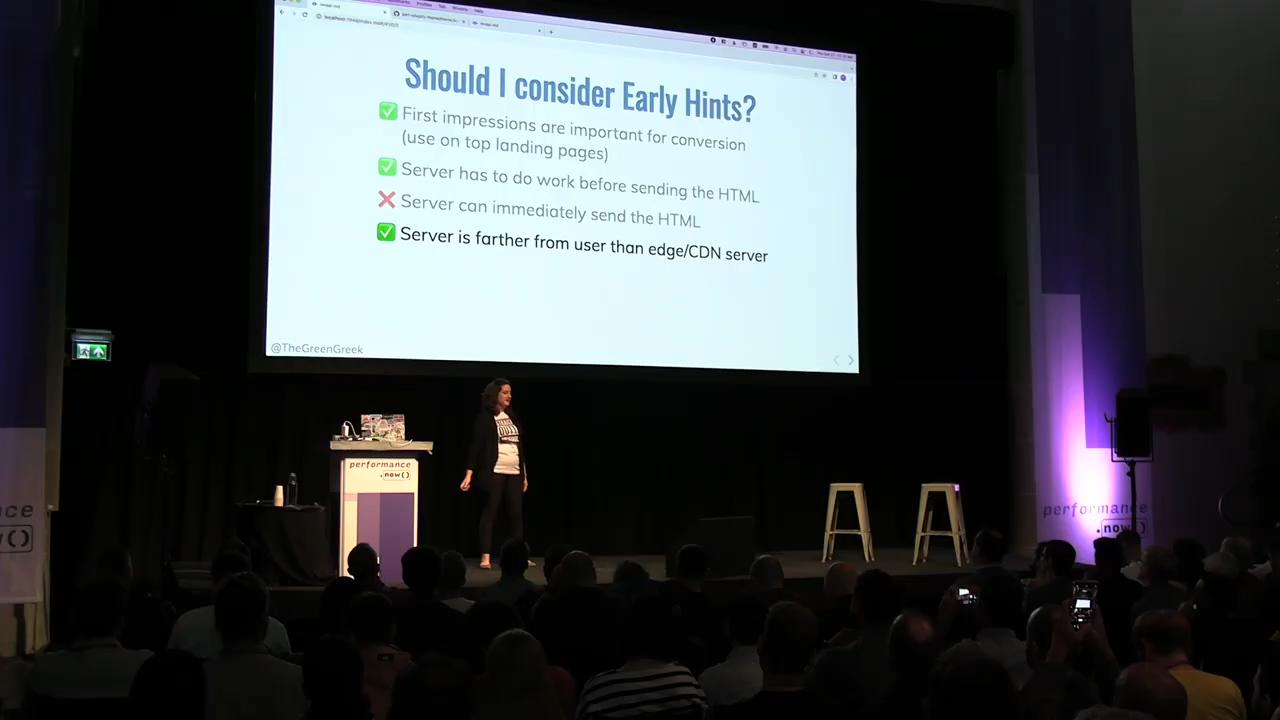 Should I consider Early Hints?
✅ First impressions are important for conversion
(use on top landing pages)
✅ Server has to do work before sending the HTML
❌ Server can immediately send the HTML
✅ Server is farther from user than edge/CDN server
@TheGreenGreek
performance
.now()
performance
.now()